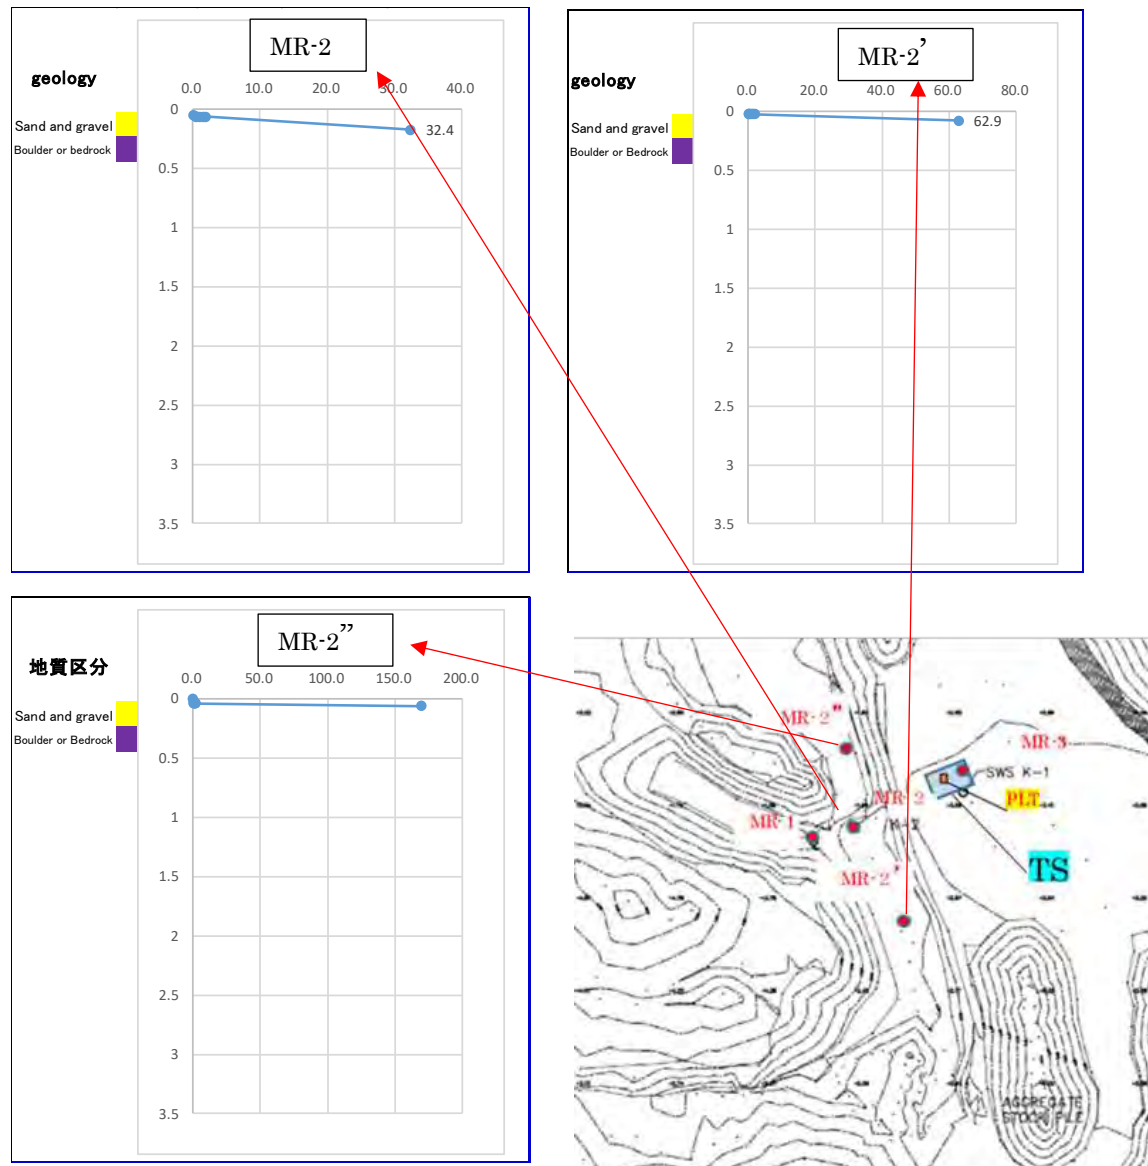 MR-2
geology
0.0 10.0 20.0 30.0 40.0
0
Sand and gravel
32.4
Boulder or bedrock
0.5
1
1.5
2
2.5
3
3.5
MR-2’
geology
0.0 20.0 40.0 60.0 80.0
0
62.9
Sand and gravel
Boulder or Bedrock
0.5
1
1.5
2
2.5
3
3.5
MR-2”
地質区分
0.0 50.0 100.0 150.0 200.0
0
Sand and gravel
Boulder or Bedrock
0.5
1
1.5
2
2.5
3
3.5
MR-2"
MR-3
SWS K-1
MR-2
PLT
MR-1
K-2
TS
MR-2'
AGGREGATE
STOCK PILE